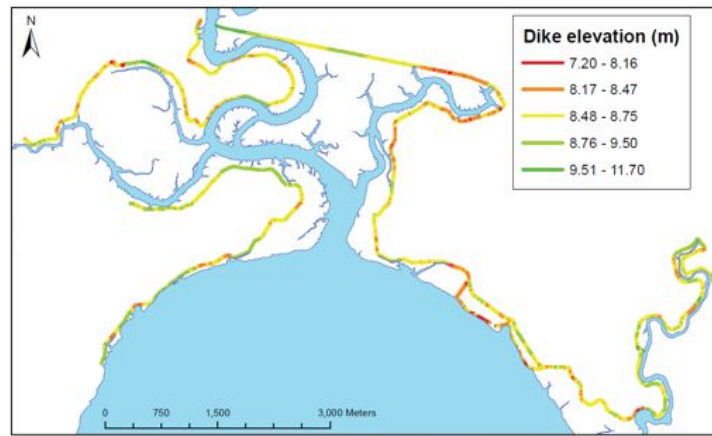 N
Dike elevation (m)
7.20 - 8.16
8.17 - 8.47
8.48 - 8.75
8.76 - 9.50
9.51 - 11.70
0 750 1,500 3,000 Meters